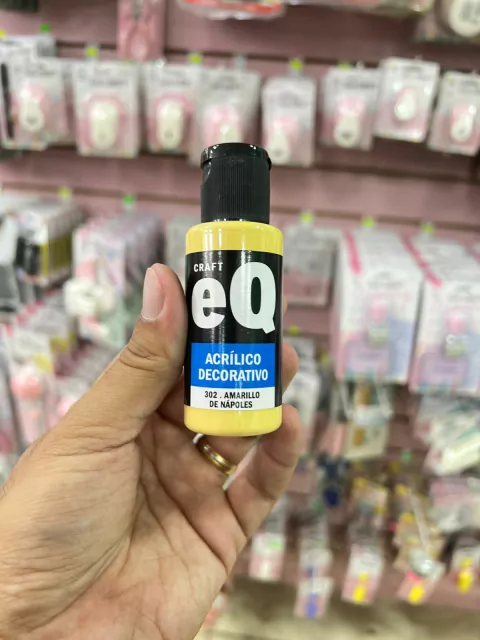 CRAFT
eQ
ACRÍLICO
DECORATIVO
302 . AMARILLO
DE NÁPOLES